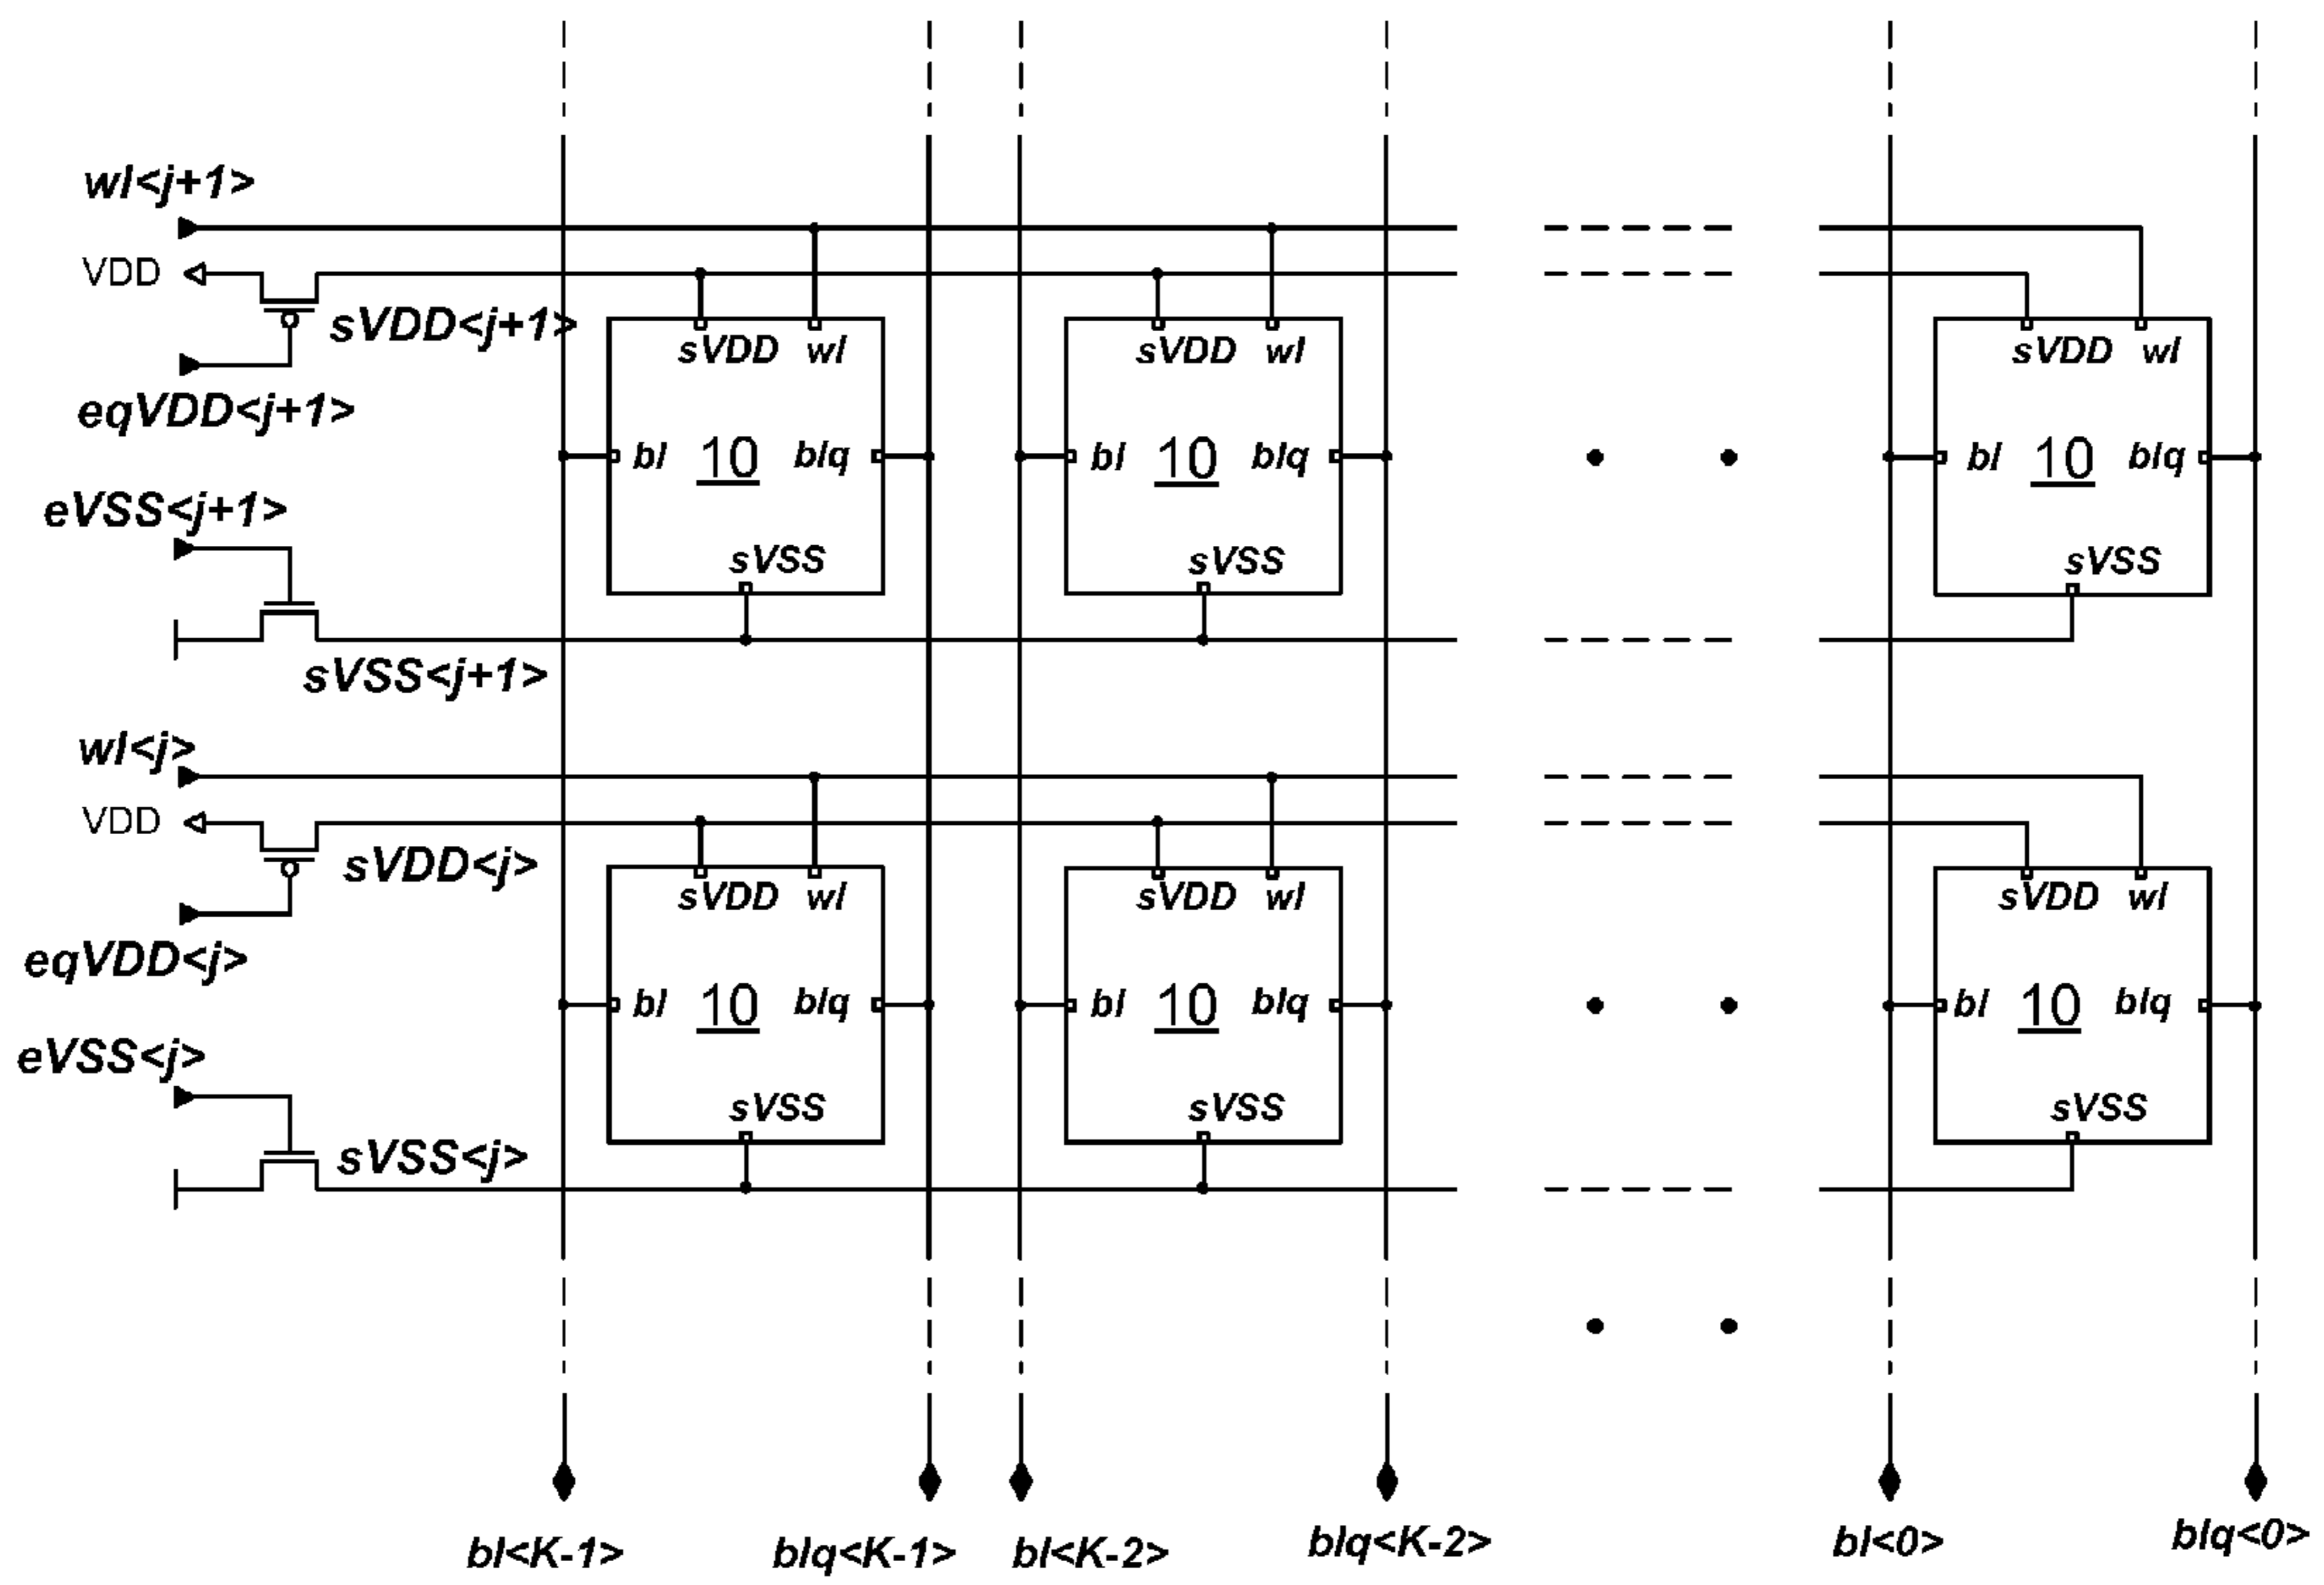 wl<j+1>
VDD
sVDD<j+1>
eqVDD<j+1>
sVDD wl
bl 10 blq
sVSS
sVDD wl
bl 10 blq
sVSS
sVDD wl
bl 10 blq
sVSS
eVSS<j+1>
sVSS<j+1>
wl<j>
VDD
sVDD<j>
eqVDD<j>
sVDD wl
bl 10 blq
sVSS
sVDD wl
bl 10 blq
sVSS
sVDD wl
bl 10 blq
sVSS
eVSS<j>
sVSS<j>
bl<K-1> blq<K-1> bl<K-2> blq<K-2> bl<0> blq<0>